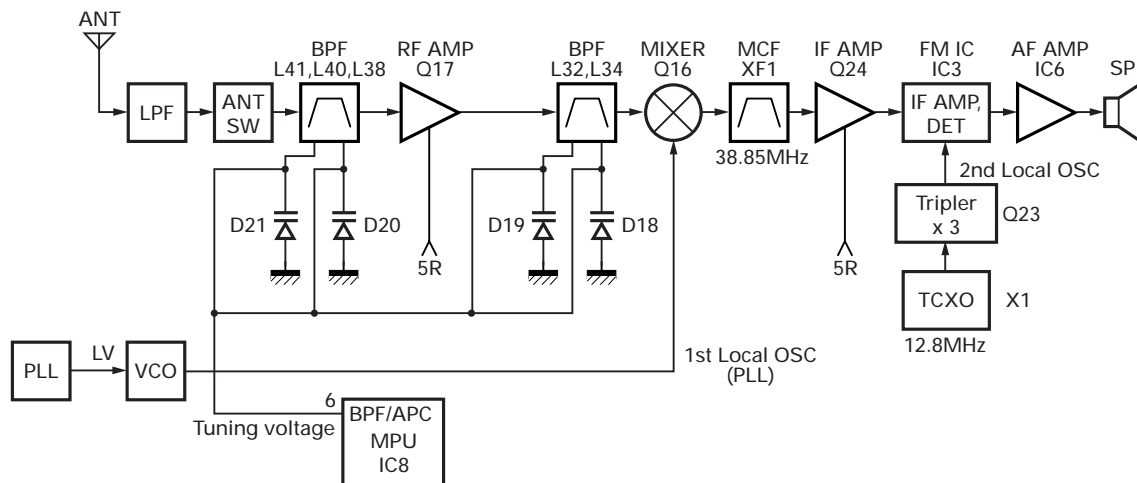 ANT
BPF
L41,L40,L38
RF AMP
Q17
BPF
L32,L34
MIXER
Q16
MCF
XF1
IF AMP
Q24
FM IC
IC3
AF AMP
IC6
SP
LPF
ANT
SW
IF AMP,
DET
38.85MHz
2nd Local OSC
D21
D20
D19
D18
Tripler
x 3
Q23
5R
5R
TCXO
X1
12.8MHz
PLL
LV
VCO
1st Local OSC
(PLL)
6
Tuning voltage
BPF/APC
MPU
IC8